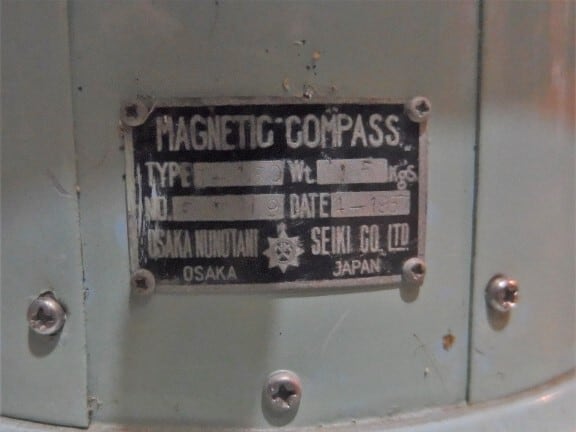 MAGNETIC COMPASS
TYPE Wt. Kgs.
NO. DATE
OSAKA NUNOTANI SEIKI CO. LTD
OSAKA JAPAN